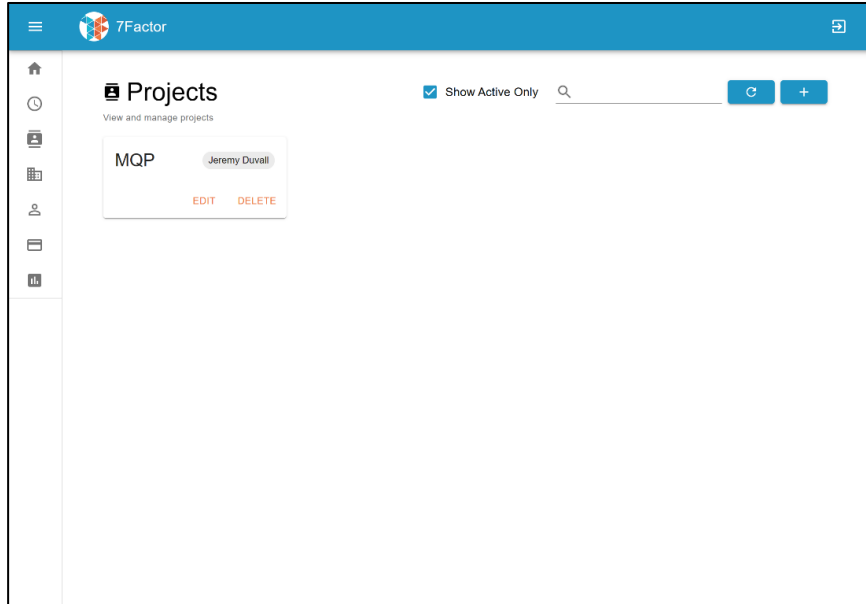 7Factor
Projects
Show Active Only
View and manage projects
MQP
Jeremy Duvall
EDIT
DELETE